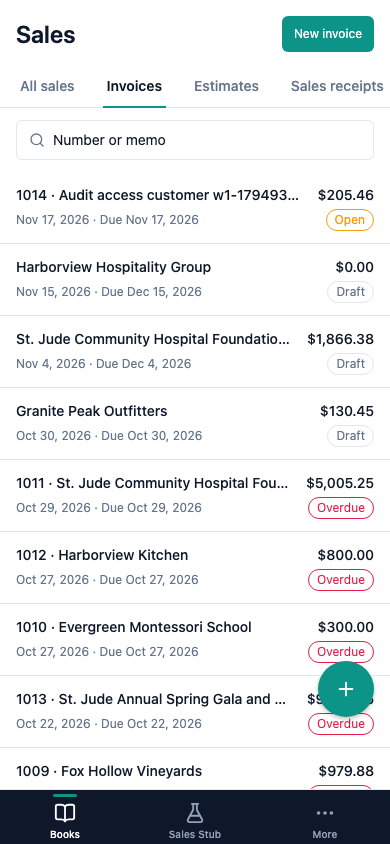 Sales
New invoice
All sales Invoices Estimates Sales receipts
Number or memo
1014 · Audit access customer w1-179493... $205.46
Nov 17, 2026 · Due Nov 17, 2026 Open
Harborview Hospitality Group $0.00
Nov 15, 2026 · Due Dec 15, 2026 Draft
St. Jude Community Hospital Foundatio... $1,866.38
Nov 4, 2026 · Due Dec 4, 2026 Draft
Granite Peak Outfitters $130.45
Oct 30, 2026 · Due Oct 30, 2026 Draft
1011 · St. Jude Community Hospital Fou... $5,005.25
Oct 29, 2026 · Due Oct 29, 2026 Overdue
1012 · Harborview Kitchen $800.00
Oct 27, 2026 · Due Oct 27, 2026 Overdue
1010 · Evergreen Montessori School $300.00
Oct 27, 2026 · Due Oct 27, 2026 Overdue
1013 · St. Jude Annual Spring Gala and ...
Oct 22, 2026 · Due Oct 22, 2026 Overdue
1009 · Fox Hollow Vineyards $979.88
Books Sales Stub More